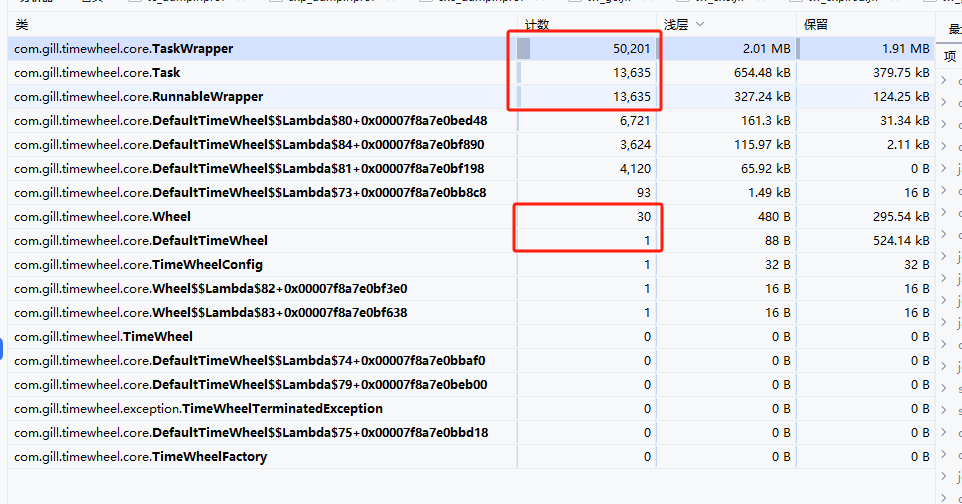 类 计数 浅层 保留
com.gill.timewheel.core.TaskWrapper 50,201 2.01 MB 1.91 MB
com.gill.timewheel.core.Task 13,635 654.48 kB 379.75 kB
com.gill.timewheel.core.RunnableWrapper 13,635 327.24 kB 124.25 kB
com.gill.timewheel.core.DefaultTimeWheel$$Lambda$80+0x00007f8a7e0bed48 6,721 161.3 kB 31.34 kB
com.gill.timewheel.core.DefaultTimeWheel$$Lambda$84+0x00007f8a7e0bf890 3,624 115.97 kB 2.11 kB
com.gill.timewheel.core.DefaultTimeWheel$$Lambda$81+0x00007f8a7e0bf198 4,120 65.92 kB 0 B
com.gill.timewheel.core.DefaultTimeWheel$$Lambda$73+0x00007f8a7e0bb8c8 93 1.49 kB 16 B
com.gill.timewheel.core.Wheel 30 480 B 295.54 kB
com.gill.timewheel.core.DefaultTimeWheel 1 88 B 524.14 kB
com.gill.timewheel.core.TimeWheelConfig 1 32 B 32 B
com.gill.timewheel.core.Wheel$$Lambda$82+0x00007f8a7e0bf3e0 1 16 B 16 B
com.gill.timewheel.core.Wheel$$Lambda$83+0x00007f8a7e0bf638 1 16 B 16 B
com.gill.timewheel.TimeWheel 0 0 B 0 B
com.gill.timewheel.core.DefaultTimeWheel$$Lambda$74+0x00007f8a7e0bbaf0 0 0 B 0 B
com.gill.timewheel.core.DefaultTimeWheel$$Lambda$79+0x00007f8a7e0beb00 0 0 B 0 B
com.gill.timewheel.exception.TimeWheelTerminatedException 0 0 B 0 B
com.gill.timewheel.core.DefaultTimeWheel$$Lambda$75+0x00007f8a7e0bbd18 0 0 B 0 B
com.gill.timewheel.core.TimeWheelFactory 0 0 B 0 B
项